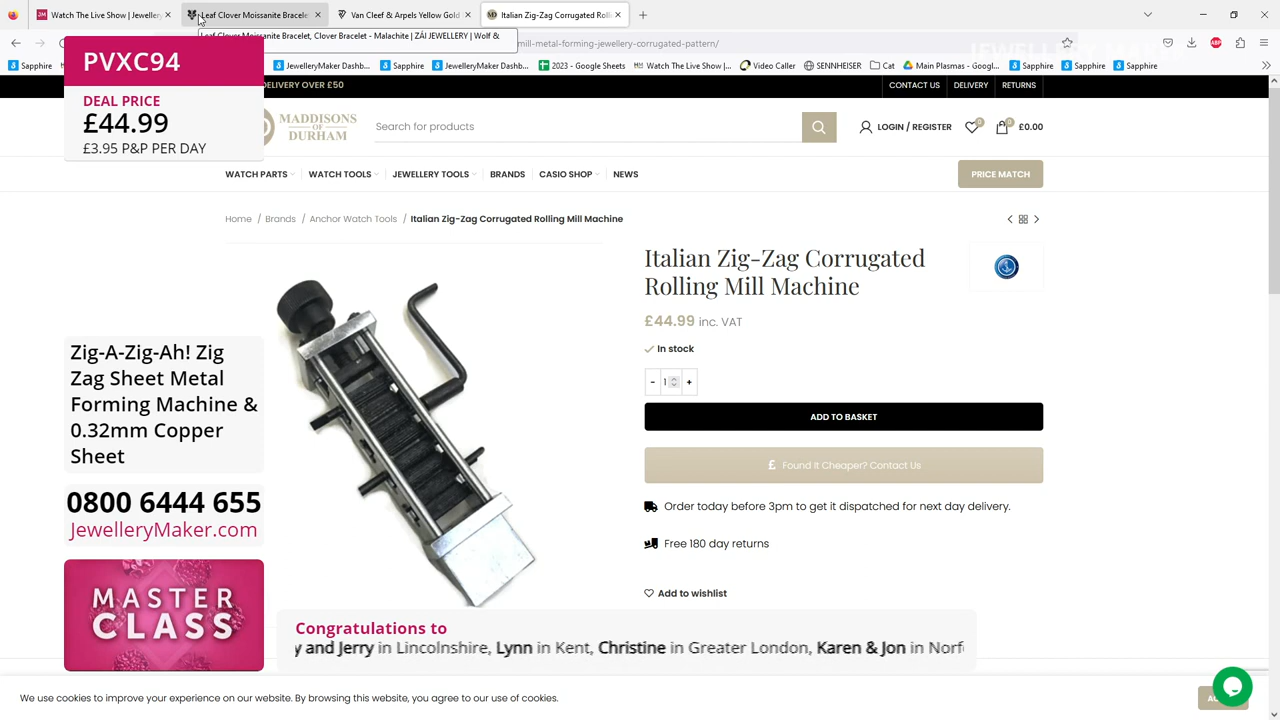 Watch The Show | Jewellery
Leaf Clover Moissanite Bracelet
Van Cleef & Arpels Yellow Gold
Italian Zig-Zag Corrugated Roll
Leaf Clover Moissanite Bracelet, Clover Bracelet - Malachite | ZÁI JEWELLERY | Wolf &
mill-metal-forming-jewellery-corrugated-pattern/
Sapphire
JewelleryMaker Dashb...
Sapphire
JewelleryMaker Dashb...
2023 - Google Sheets
Watch The Live Show |...
Video Caller
SENNHEISER
Cat
Main Plasmas - Googl...
Sapphire
Sapphire
Sapphire
PVXC94
DEAL PRICE
£44.99
£3.95 P&P PER DAY
DELIVERY OVER £50
CONTACT US
DELIVERY
RETURNS
MADDISONS
OF
DURHAM
Search for products
LOGIN / REGISTER
0
0
£0.00
WATCH PARTS
WATCH TOOLS
JEWELLERY TOOLS
BRANDS
CASIO SHOP
NEWS
PRICE MATCH
Home / Brands / Anchor Watch Tools / Italian Zig-Zag Corrugated Rolling Mill Machine
Italian Zig-Zag Corrugated
Rolling Mill Machine
£44.99 inc. VAT
In stock
- 1 +
ADD TO BASKET
£ Found It Cheaper? Contact Us
Order today before 3pm to get it dispatched for next day delivery.
Free 180 day returns
Add to wishlist
Zig-A-Zig-Ah! Zig
Zag Sheet Metal
Forming Machine &
0.32mm Copper
Sheet
0800 6444 655
JewelleryMaker.com
MASTER
CLASS
Congratulations to
y and Jerry in Lincolnshire, Lynn in Kent, Christine in Greater London, Karen & Jon in Norf
We use cookies to improve your experience on our website. By browsing this website, you agree to our use of cookies.